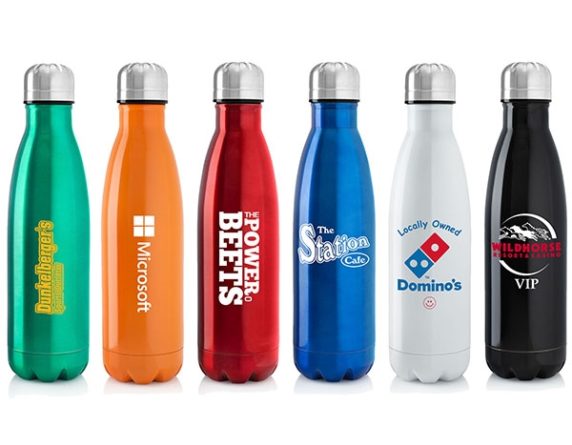 Dunkelberger's
Microsoft
THE
POWER
OF
BEETS
The
Station
Cafe
Locally Owned
Domino's
WILDHORSE
RESORT & CASINO
VIP